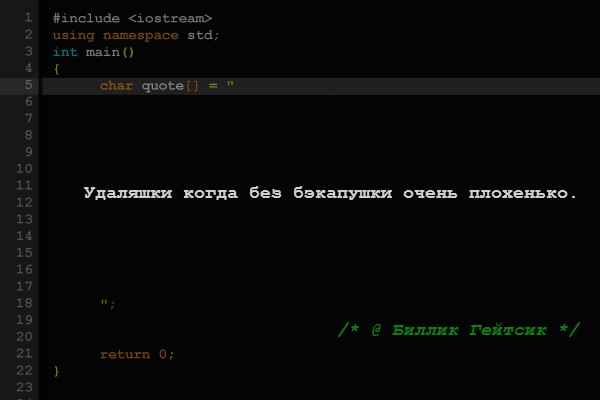 1 #include <iostream>
2 using namespace std;
3 int main()
4 {
5 char quote[] = "
6
7
8
9
10
11 Удаляшки когда без бэкапушки очень плохенько.
12
13
14
15
16
17
18 ";
19
20 /* @ Биллик Гейтсик */
21 return 0;
22 }
23